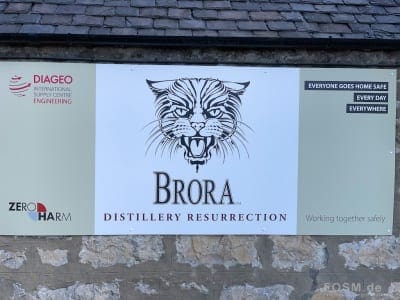 DIAGEO
INTERNATIONAL
SUPPLY CENTRE
ENGINEERING
EVERYONE GOES HOME SAFE
EVERY DAY
EVERYWHERE
BRORA
DISTILLERY RESURRECTION
ZERO
HARM
Working together safely
FOSM.de